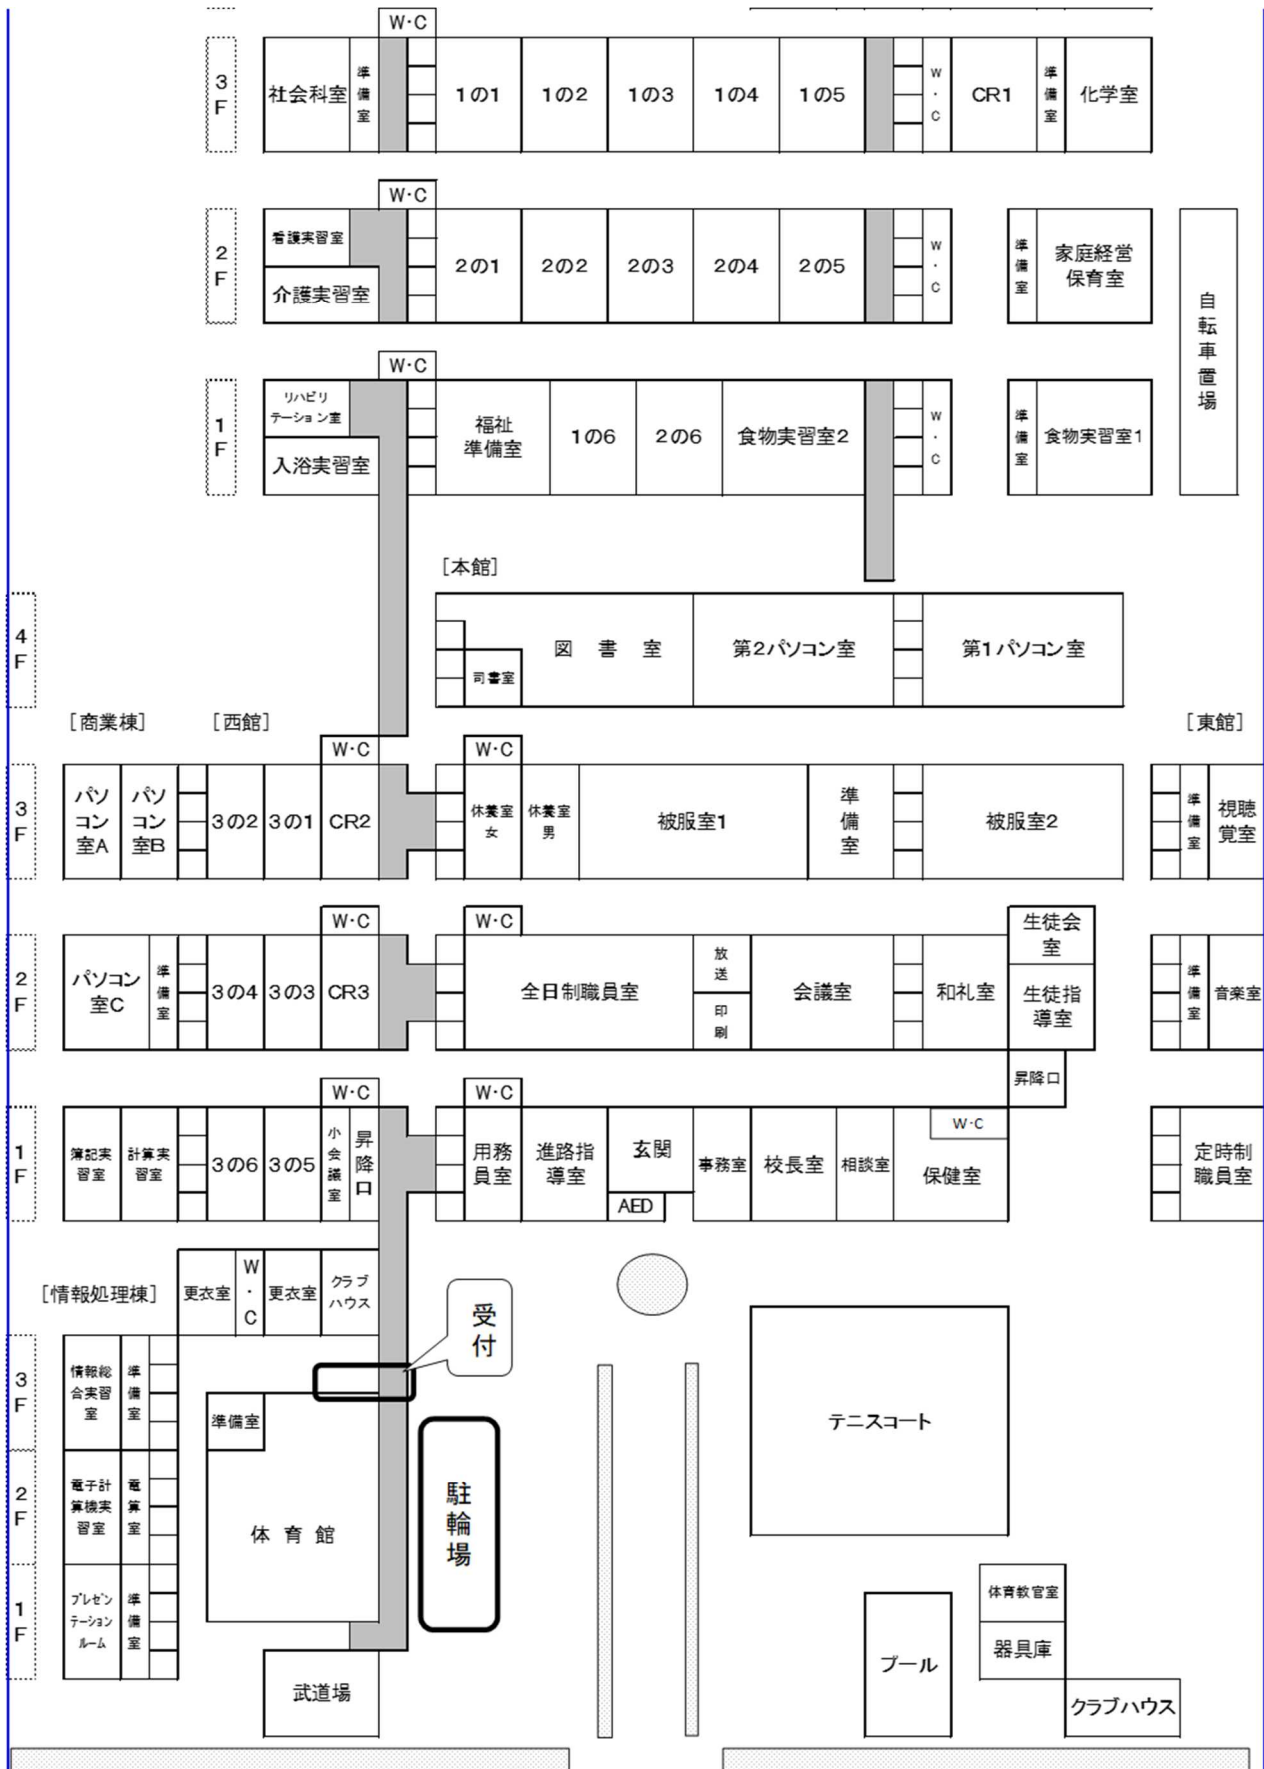 W・C
3F
社会科室
準備室
1の1
1の2
1の3
1の4
1の5
W・C
CR1
準備室
化学室
W・C
2F
看護実習室
介護実習室
2の1
2の2
2の3
2の4
2の5
W・C
準備室
家庭経営
保育室
自転車置場
W・C
1F
リハビリ
テーション室
入浴実習室
福祉
準備室
1の6
2の6
食物実習室2
W・C
準備室
食物実習室1
[本館]
4F
図 書 室
司書室
第2パソコン室
第1パソコン室
[商業棟]
[西館]
[東館]
W・C
W・C
3F
パソ
コン
室A
パソ
コン
室B
3の2
3の1
CR2
休養室
女
休養室
男
被服室1
準備室
被服室2
準備室
視聴
覚室
W・C
W・C
生徒会
室
2F
パソコン
室C
準備室
3の4
3の3
CR3
全日制職員室
放送
印刷
会議室
和礼室
生徒指
導室
準備室
音楽室
昇降口
W・C
W・C
1F
簿記実
習室
計算実
習室
3の6
3の5
小会議室
昇降口
用務
員室
進路指
導室
玄関
AED
事務室
校長室
相談室
W・C
保健室
定時制
職員室
[情報処理棟]
更衣室
W・C
更衣室
クラブ
ハウス
受付
3F
情報総
合実習
室
準備室
準備室
テニスコート
2F
電子計
算機実
習室
電算室
体 育 館
駐輪場
1F
プレゼン
テーション
ルーム
準備室
体育教官室
器具庫
プール
クラブハウス
武道場